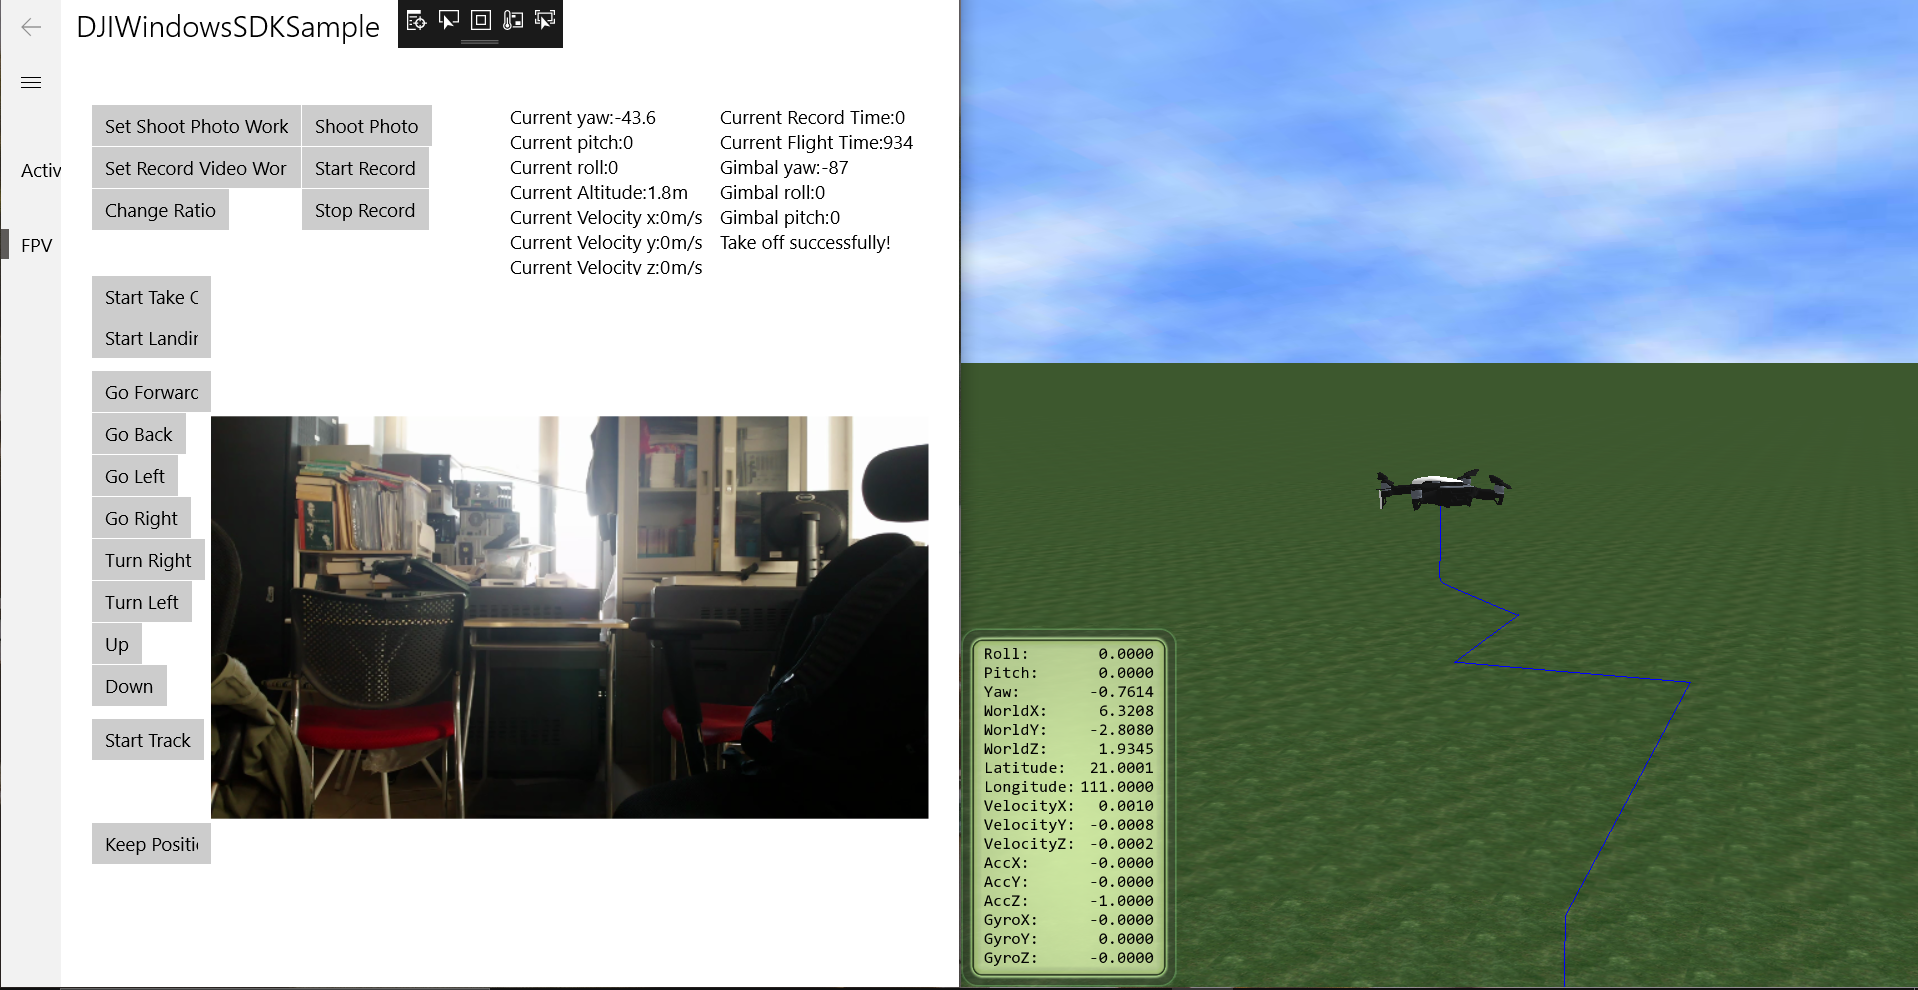 DJIWindowsSDKSample
Set Shoot Photo Work
Shoot Photo
Set Record Video Wor
Start Record
Change Ratio
Stop Record
Current yaw:-43.6
Current pitch:0
Current roll:0
Current Altitude:1.8m
Current Velocity x:0m/s
Current Velocity y:0m/s
Current Velocity z:0m/s
Current Record Time:0
Current Flight Time:934
Gimbal yaw:-87
Gimbal roll:0
Gimbal pitch:0
Take off successfully!
Activ
FPV
Start Take
Start Landin
Go Forward
Go Back
Go Left
Go Right
Turn Right
Turn Left
Up
Down
Start Track
Keep Positi
Roll: 0.0000
Pitch: 0.0000
Yaw: -0.7614
WorldX: 6.3208
WorldY: -2.8080
WorldZ: 1.9345
Latitude: 21.0001
Longitude: 111.0000
VelocityX: 0.0010
VelocityY: -0.0008
VelocityZ: -0.0002
AccX: -0.0000
AccY: -0.0000
AccZ: -1.0000
GyroX: -0.0000
GyroY: 0.0000
GyroZ: -0.0000